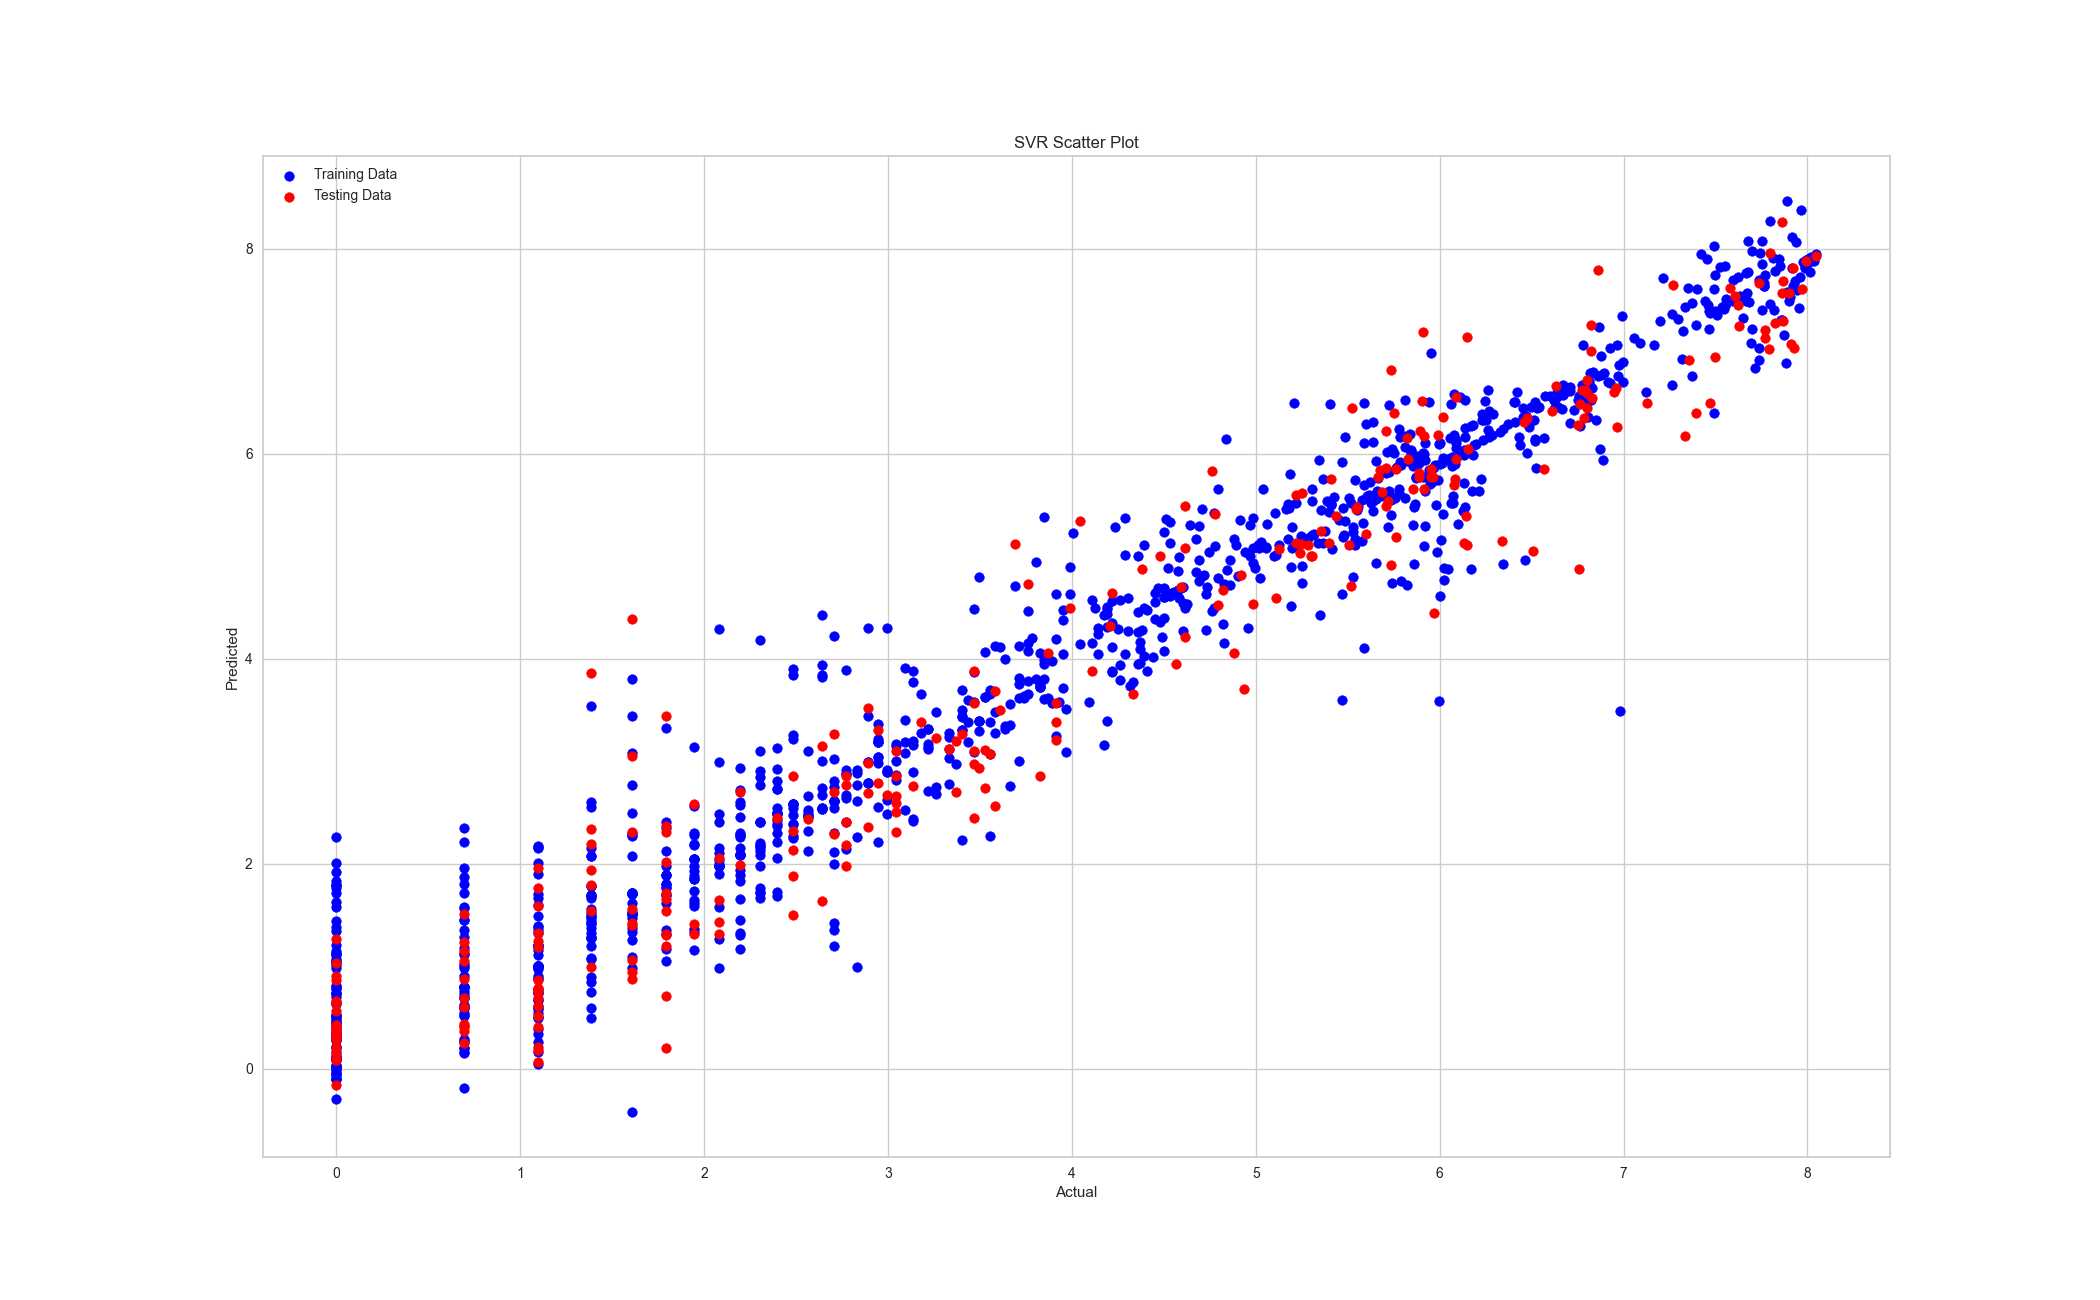 SVR Scatter Plot
Training Data
Testing Data
8
6
4
2
0
Predicted
0 1 2 3 4 5 6 7 8
Actual